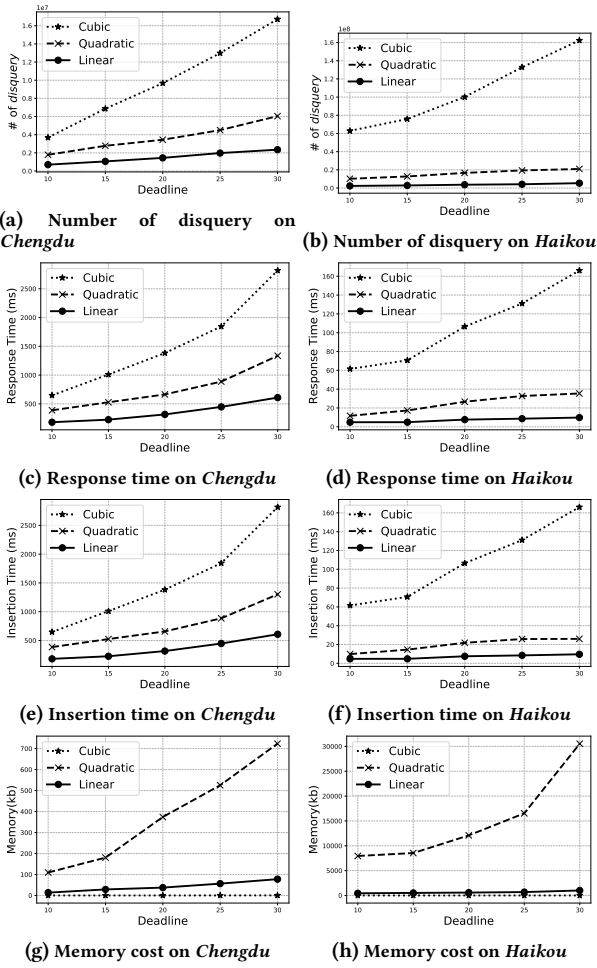 1e7
1.6
1.4
1.2
1.0
0.8
0.6
0.4
0.2
0.0
# of disquery
Cubic
Quadratic
Linear
10 15 20 25 30
Deadline
(a) Number of disquery on
Chengdu
1e8
1.6
1.4
1.2
1.0
0.8
0.6
0.4
0.2
0.0
# of disquery
Cubic
Quadratic
Linear
10 15 20 25 30
Deadline
(b) Number of disquery on Haikou
2500
2000
1500
1000
500
Response Time (ms)
Cubic
Quadratic
Linear
10 15 20 25 30
Deadline
(c) Response time on Chengdu
160
140
120
100
80
60
40
20
0
Response Time (ms)
Cubic
Quadratic
Linear
10 15 20 25 30
Deadline
(d) Response time on Haikou
2500
2000
1500
1000
500
Insertion Time (ms)
Cubic
Quadratic
Linear
10 15 20 25 30
Deadline
(e) Insertion time on Chengdu
160
140
120
100
80
60
40
20
0
Insertion Time (ms)
Cubic
Quadratic
Linear
10 15 20 25 30
Deadline
(f) Insertion time on Haikou
700
600
500
400
300
200
100
0
Memory(kb)
Cubic
Quadratic
Linear
10 15 20 25 30
Deadline
(g) Memory cost on Chengdu
30000
25000
20000
15000
10000
5000
0
Memory(kb)
Cubic
Quadratic
Linear
10 15 20 25 30
Deadline
(h) Memory cost on Haikou